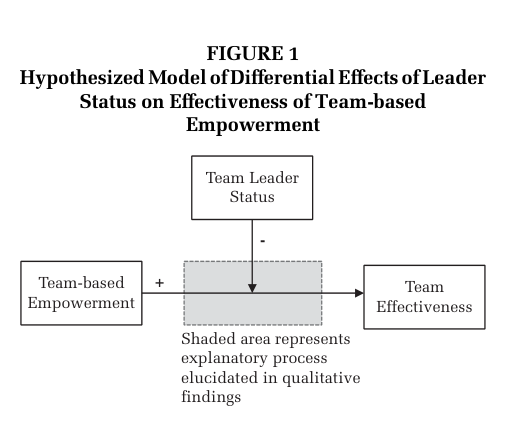 FIGURE 1
Hypothesized Model of Differential Effects of Leader
Status on Effectiveness of Team-based
Empowerment
Team Leader
Status
-
+
Team-based
Empowerment
Team
Effectiveness
Shaded area represents
explanatory process
elucidated in qualitative
findings